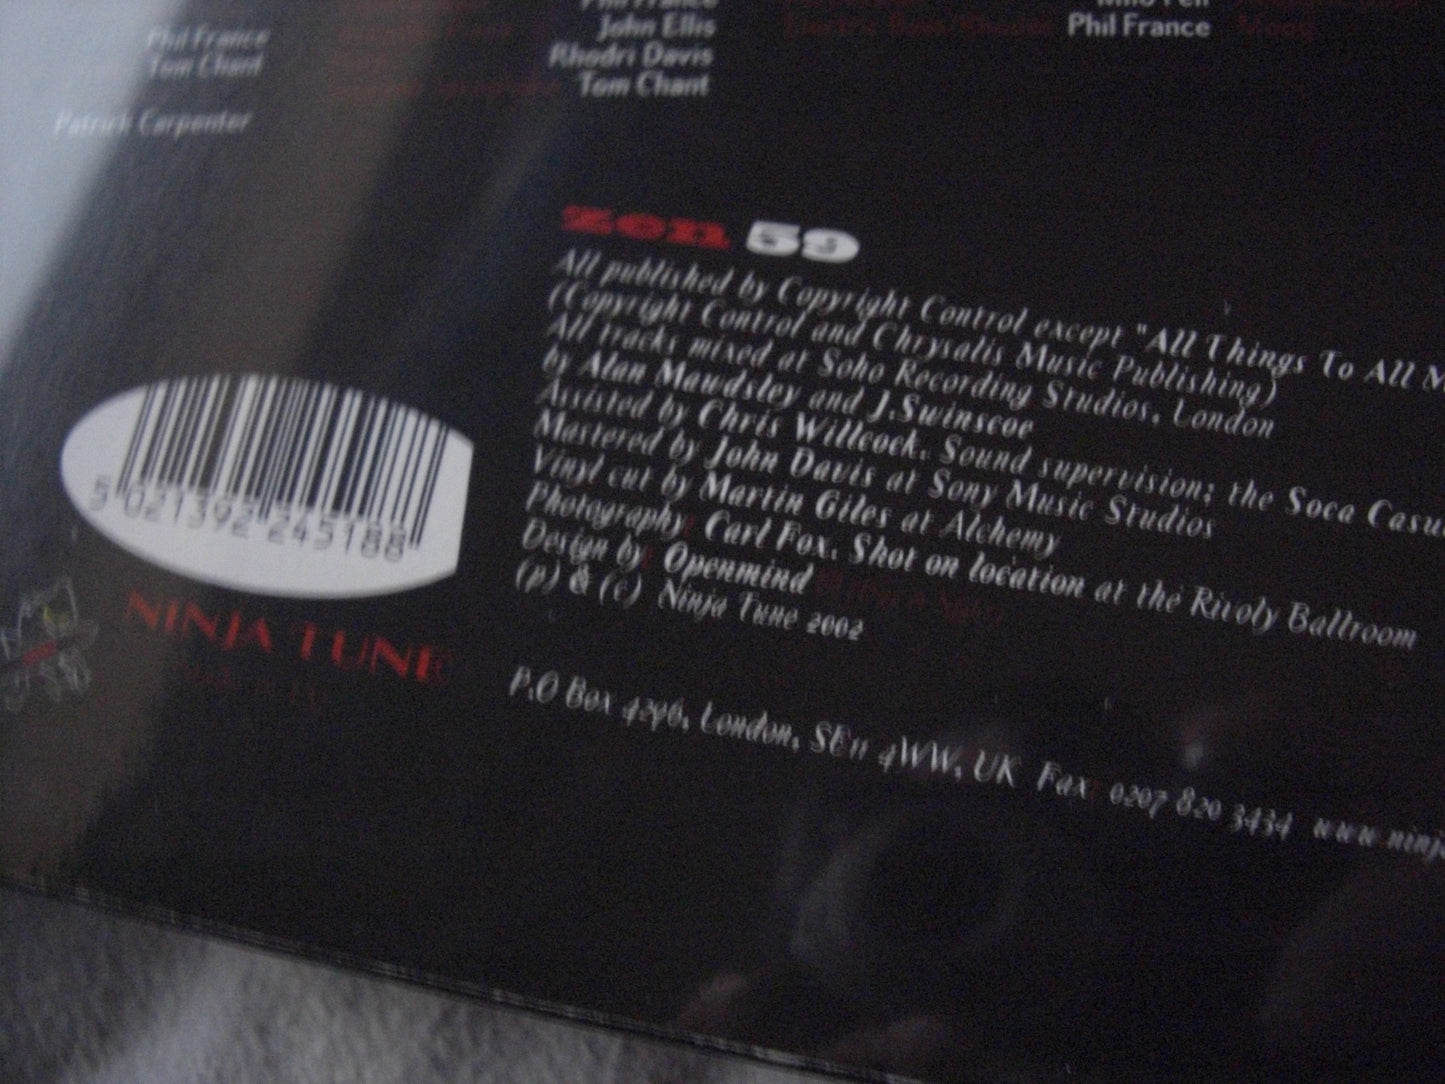 Phil France
Tom Chant
Patrick Carpenter
Phil France
John Ellis
Rhodri Davis
Tom Chant
Phil France
zen 59
All published by Copyright Control except "All Things To All M
(Copyright Control and Chrysalis Music Publishing)
All tracks mixed at Soho Recording Studios, London
by Alan Mawdsley and J.Swinscoe
Assisted by Chris Willcock. Sound supervision; the Soca Casu
Mastered by John Davis at Sony Music Studios
Vinyl cut by Martin Giles at Alchemy
Photography: Carl Fox. Shot on location at the Rivoly Ballroom
Design by: Openmind
(p) & (c) Ninja Tune 2002
P.O Box 4296, London, SE11 4WW, UK Fax 0207 820 3434 www ninja
5 021392 245188
NINJA TUNE